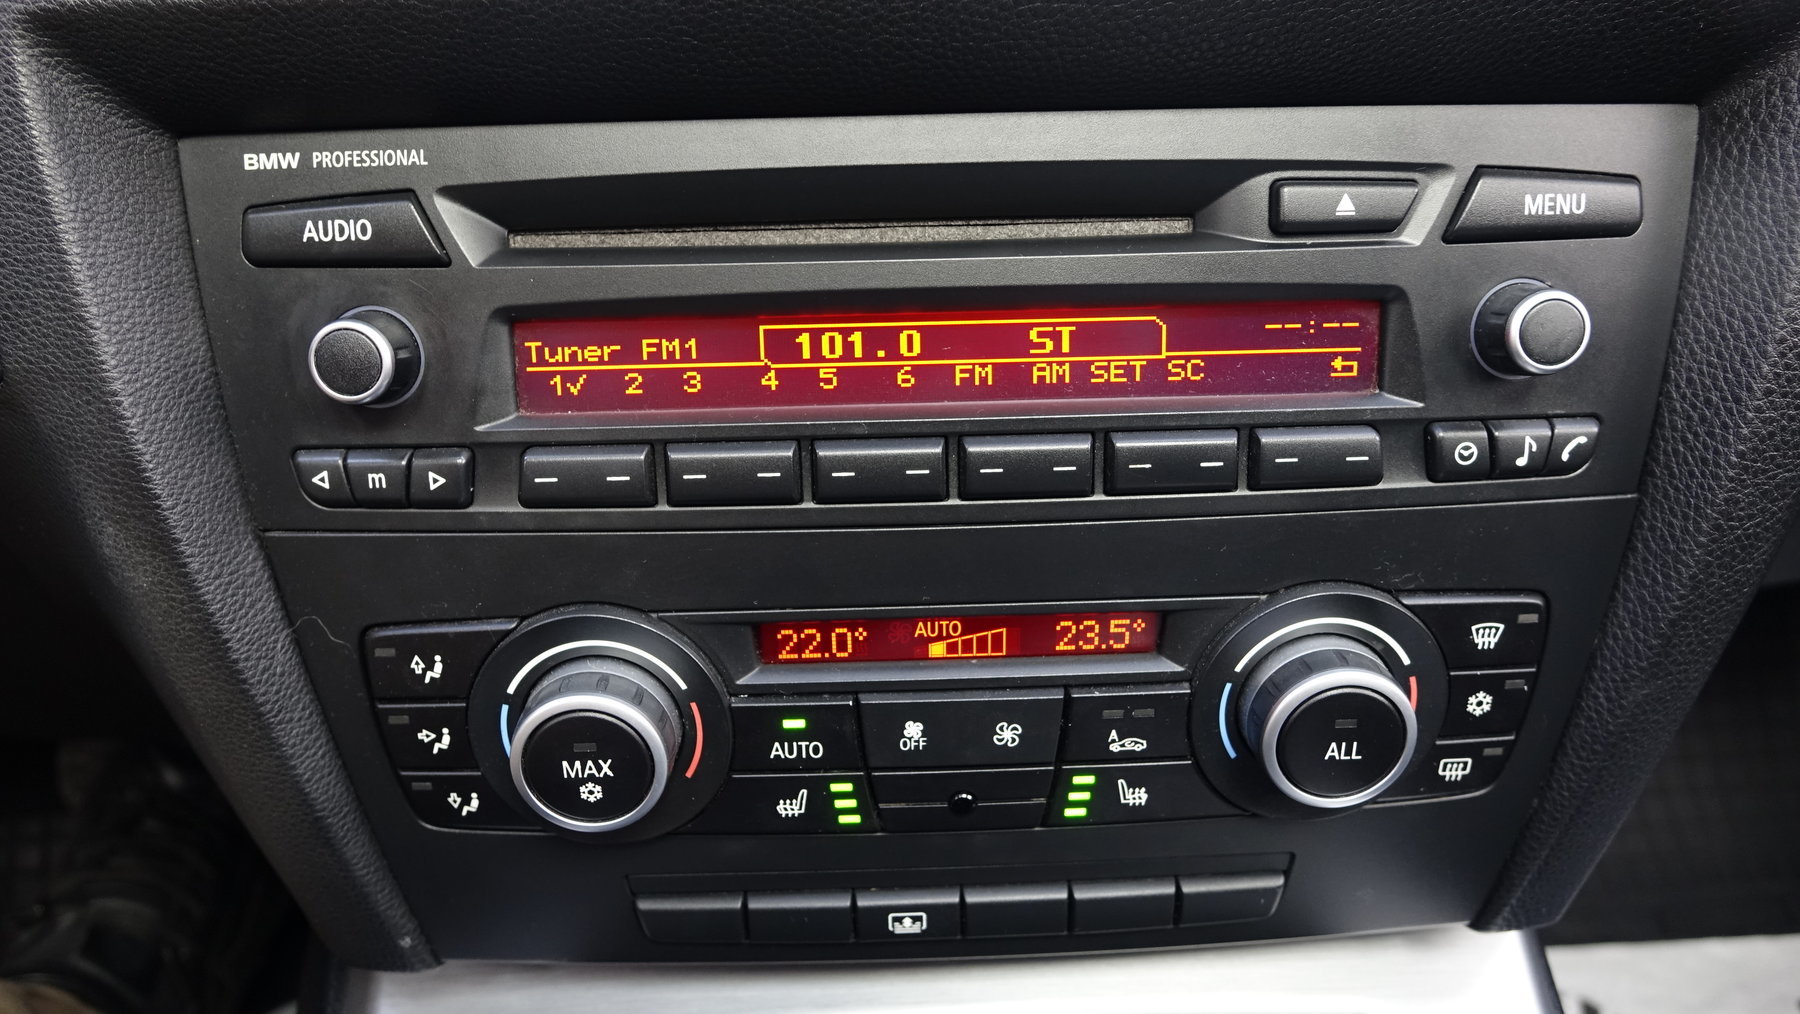 BMW PROFESSIONAL
AUDIO
MENU
Tuner FM1 101.0 ST --:--
1✓ 2 3 4 5 6 FM AM SET SC
m
22.0° AUTO 23.5°
AUTO
OFF
A
MAX
ALL